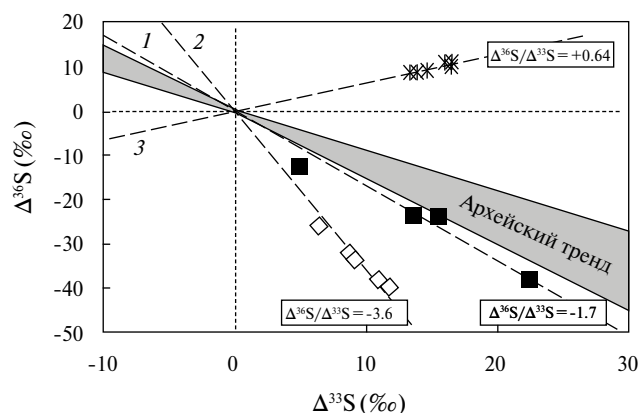 20
10
0
-10
-20
-30
-40
-50
Δ³⁶S (‰)
1
2
3
Δ³⁶S/Δ³³S = +0.64
Архейский тренд
Δ³⁶S/Δ³³S = -3.6
Δ³⁶S/Δ³³S = -1.7
-10
0
10
20
30
Δ³³S (‰)